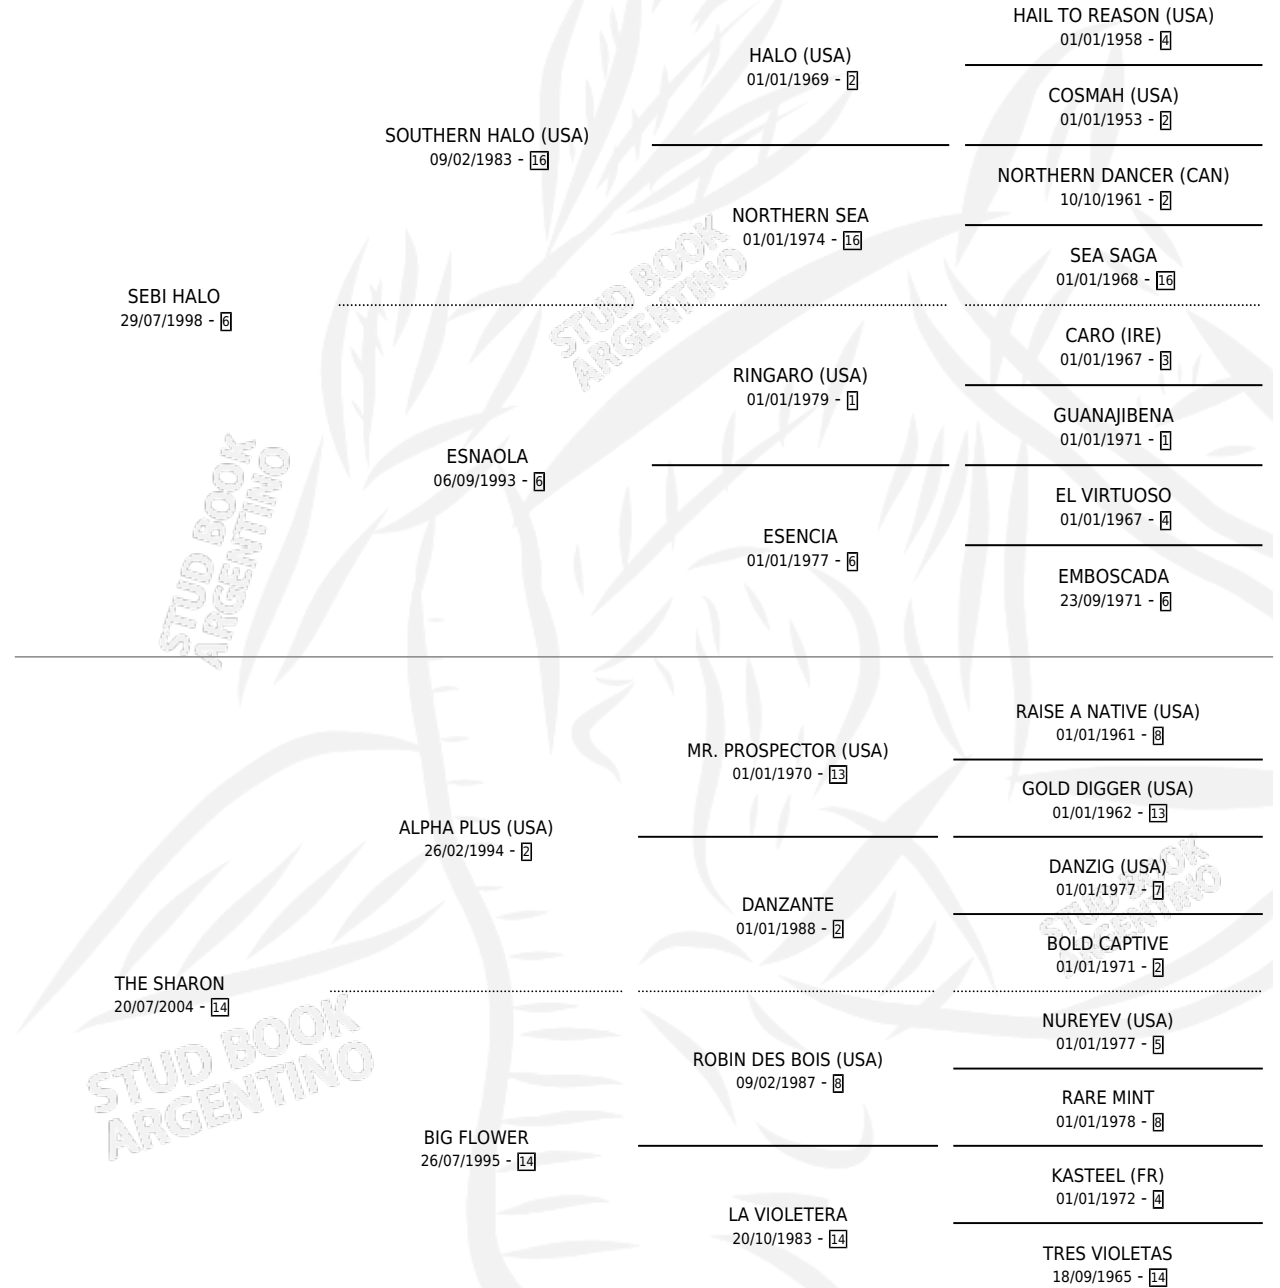 HAIL TO REASON (USA)
01/01/1958 - 4
HALO (USA)
01/01/1969 - 2
COSMAH (USA)
01/01/1953 - 2
SOUTHERN HALO (USA)
09/02/1983 - 16
NORTHERN DANCER (CAN)
10/10/1961 - 2
NORTHERN SEA
01/01/1974 - 16
SEA SAGA
01/01/1968 - 16
SEBI HALO
29/07/1998 - 6
STUD BOOK
ARGENTINO
CARO (IRE)
01/01/1967 - 3
RINGARO (USA)
01/01/1979 - 1
GUANAJIBENA
01/01/1971 - 1
ESNAOLA
06/09/1993 - 6
EL VIRTUOSO
01/01/1967 - 4
ESENCIA
01/01/1977 - 6
EMBOSCADA
23/09/1971 - 6
STUD BOOK
ARGENTINO
RAISE A NATIVE (USA)
01/01/1961 - 8
MR. PROSPECTOR (USA)
01/01/1970 - 13
GOLD DIGGER (USA)
01/01/1962 - 13
ALPHA PLUS (USA)
26/02/1994 - 2
DANZIG (USA)
01/01/1977 - 7
DANZANTE
01/01/1988 - 2
STUD BOOK
ARGENTINO
BOLD CAPTIVE
01/01/1971 - 2
THE SHARON
20/07/2004 - 14
NUREYEV (USA)
01/01/1977 - 5
ROBIN DES BOIS (USA)
09/02/1987 - 8
RARE MINT
01/01/1978 - 8
STUD BOOK
ARGENTINO
BIG FLOWER
26/07/1995 - 14
KASTEEL (FR)
01/01/1972 - 4
LA VIOLETERA
20/10/1983 - 14
TRES VIOLETAS
18/09/1965 - 14